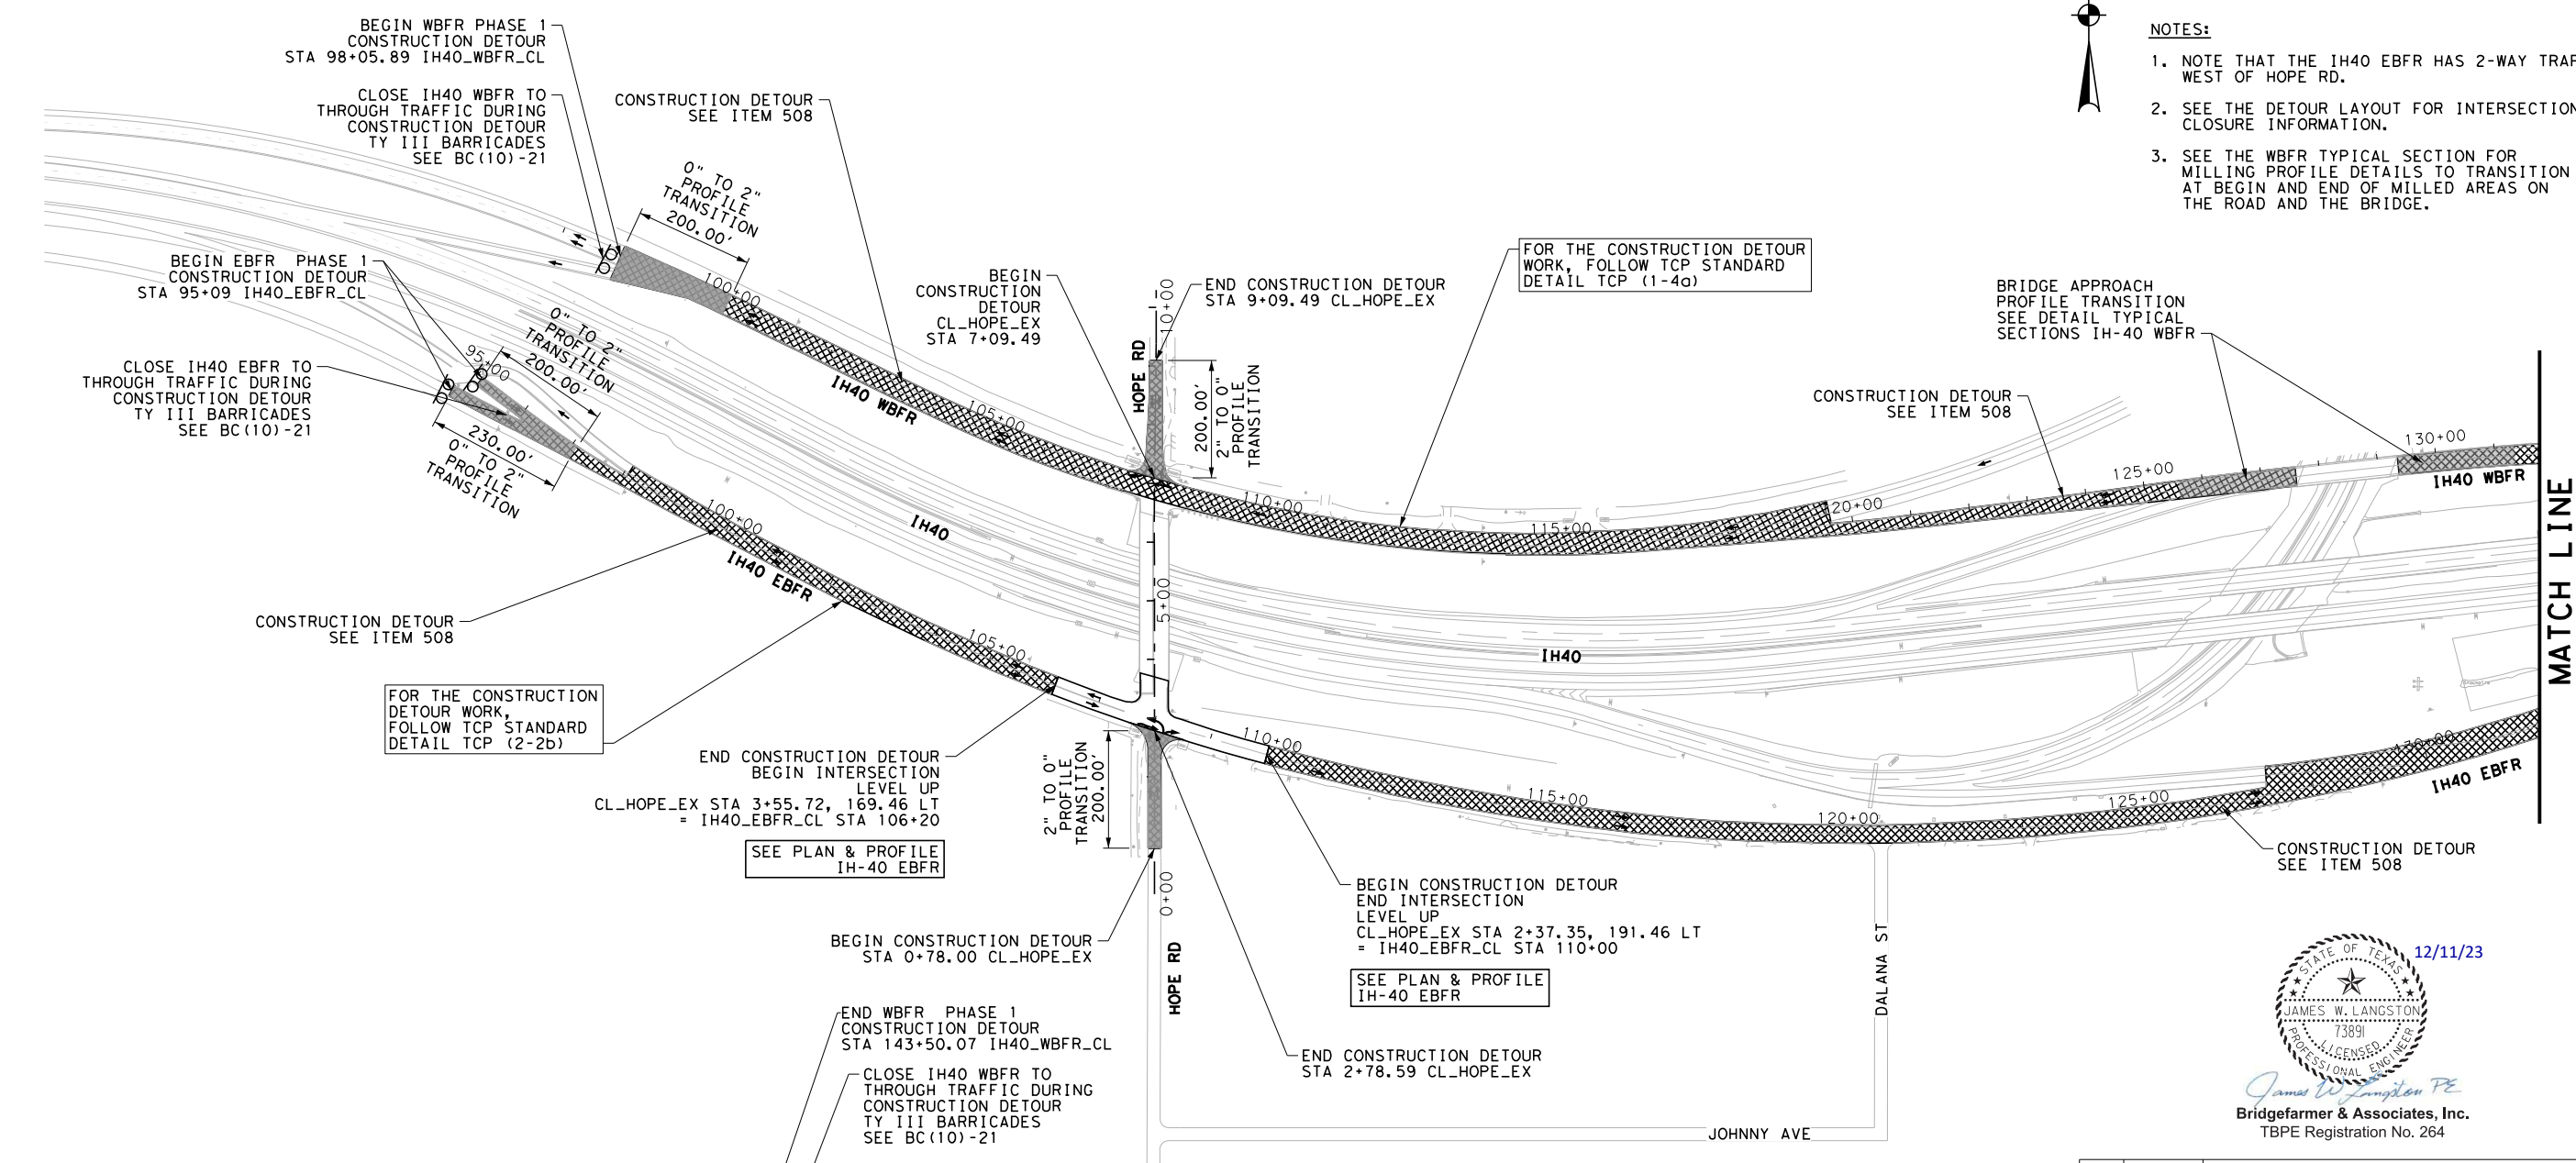 BEGIN WBFR PHASE 1
CONSTRUCTION DETOUR
STA 98+05.89 IH40_WBFR_CL
CLOSE IH40 WBFR TO
THROUGH TRAFFIC DURING
CONSTRUCTION DETOUR
TY III BARRICADES
SEE BC(10)-21
CONSTRUCTION DETOUR
SEE ITEM 508
0" TO 2"
PROFILE
TRANSITION
200.00'
NOTES:
1. NOTE THAT THE IH40 EBFR HAS 2-WAY
WEST OF HOPE RD.
2. SEE THE DETOUR LAYOUT FOR INTERSECTION
CLOSURE INFORMATION.
3. SEE THE WBFR TYPICAL SECTION FOR
MILLING PROFILE DETAILS TO TRANSITION
AT BEGIN AND END OF MILLED AREAS ON
THE ROAD AND THE BRIDGE.
BEGIN EBFR PHASE 1
CONSTRUCTION DETOUR
STA 95+09 IH40_EBFR_CL
CLOSE IH40 EBFR TO
THROUGH TRAFFIC DURING
CONSTRUCTION DETOUR
TY III BARRICADES
SEE BC(10)-21
95+00
0" TO 2"
200.00'
PROFILE
TRANSITION
230.00'
0" TO 2"
PROFILE
TRANSITION
100+00
IH40 WBFR
105+00
BEGIN
CONSTRUCTION
DETOUR
CL_HOPE_EX
STA 7+09.49
HOPE RD
10+00
END CONSTRUCTION DETOUR
STA 9+09.49 CL_HOPE_EX
200.00'
2" TO 0"
PROFILE
TRANSITION
FOR THE CONSTRUCTION DETOUR
WORK, FOLLOW TCP STANDARD
DETAIL TCP (1-4a)
BRIDGE APPROACH
PROFILE TRANSITION
SEE DETAIL TYPICAL
SECTIONS IH-40 WBFR
CONSTRUCTION DETOUR
SEE ITEM 508
110+00
115+00
20+00
125+00
130+00
IH40 WBFR
MATCH LINE
IH40
IH40
5+00
100+00
IH40 EBFR
105+00
CONSTRUCTION DETOUR
SEE ITEM 508
FOR THE CONSTRUCTION
DETOUR WORK,
FOLLOW TCP STANDARD
DETAIL TCP (2-2b)
END CONSTRUCTION DETOUR
BEGIN INTERSECTION
LEVEL UP
CL_HOPE_EX STA 3+55.72, 169.46 LT
= IH40_EBFR_CL STA 106+20
SEE PLAN & PROFILE
IH-40 EBFR
2" TO 0"
PROFILE
TRANSITION
200.00'
110+00
115+00
120+00
125+00
130+00
IH40 EBFR
CONSTRUCTION DETOUR
SEE ITEM 508
0+00
BEGIN CONSTRUCTION DETOUR
STA 0+78.00 CL_HOPE_EX
HOPE RD
BEGIN CONSTRUCTION DETOUR
END INTERSECTION
LEVEL UP
CL_HOPE_EX STA 2+37.35, 191.46 LT
= IH40_EBFR_CL STA 110+00
SEE PLAN & PROFILE
IH-40 EBFR
END CONSTRUCTION DETOUR
STA 2+78.59 CL_HOPE_EX
DALANA ST
JOHNNY AVE
END WBFR PHASE 1
CONSTRUCTION DETOUR
STA 143+50.07 IH40_WBFR_CL
CLOSE IH40 WBFR TO
THROUGH TRAFFIC DURING
CONSTRUCTION DETOUR
TY III BARRICADES
SEE BC(10)-21
STATE OF TEXAS
12/11/23
JAMES W. LANGSTON
73891
LICENSED
PROFESSIONAL ENGINEER
James W Langston PE
Bridgefarmer & Associates, Inc.
TBPE Registration No. 264